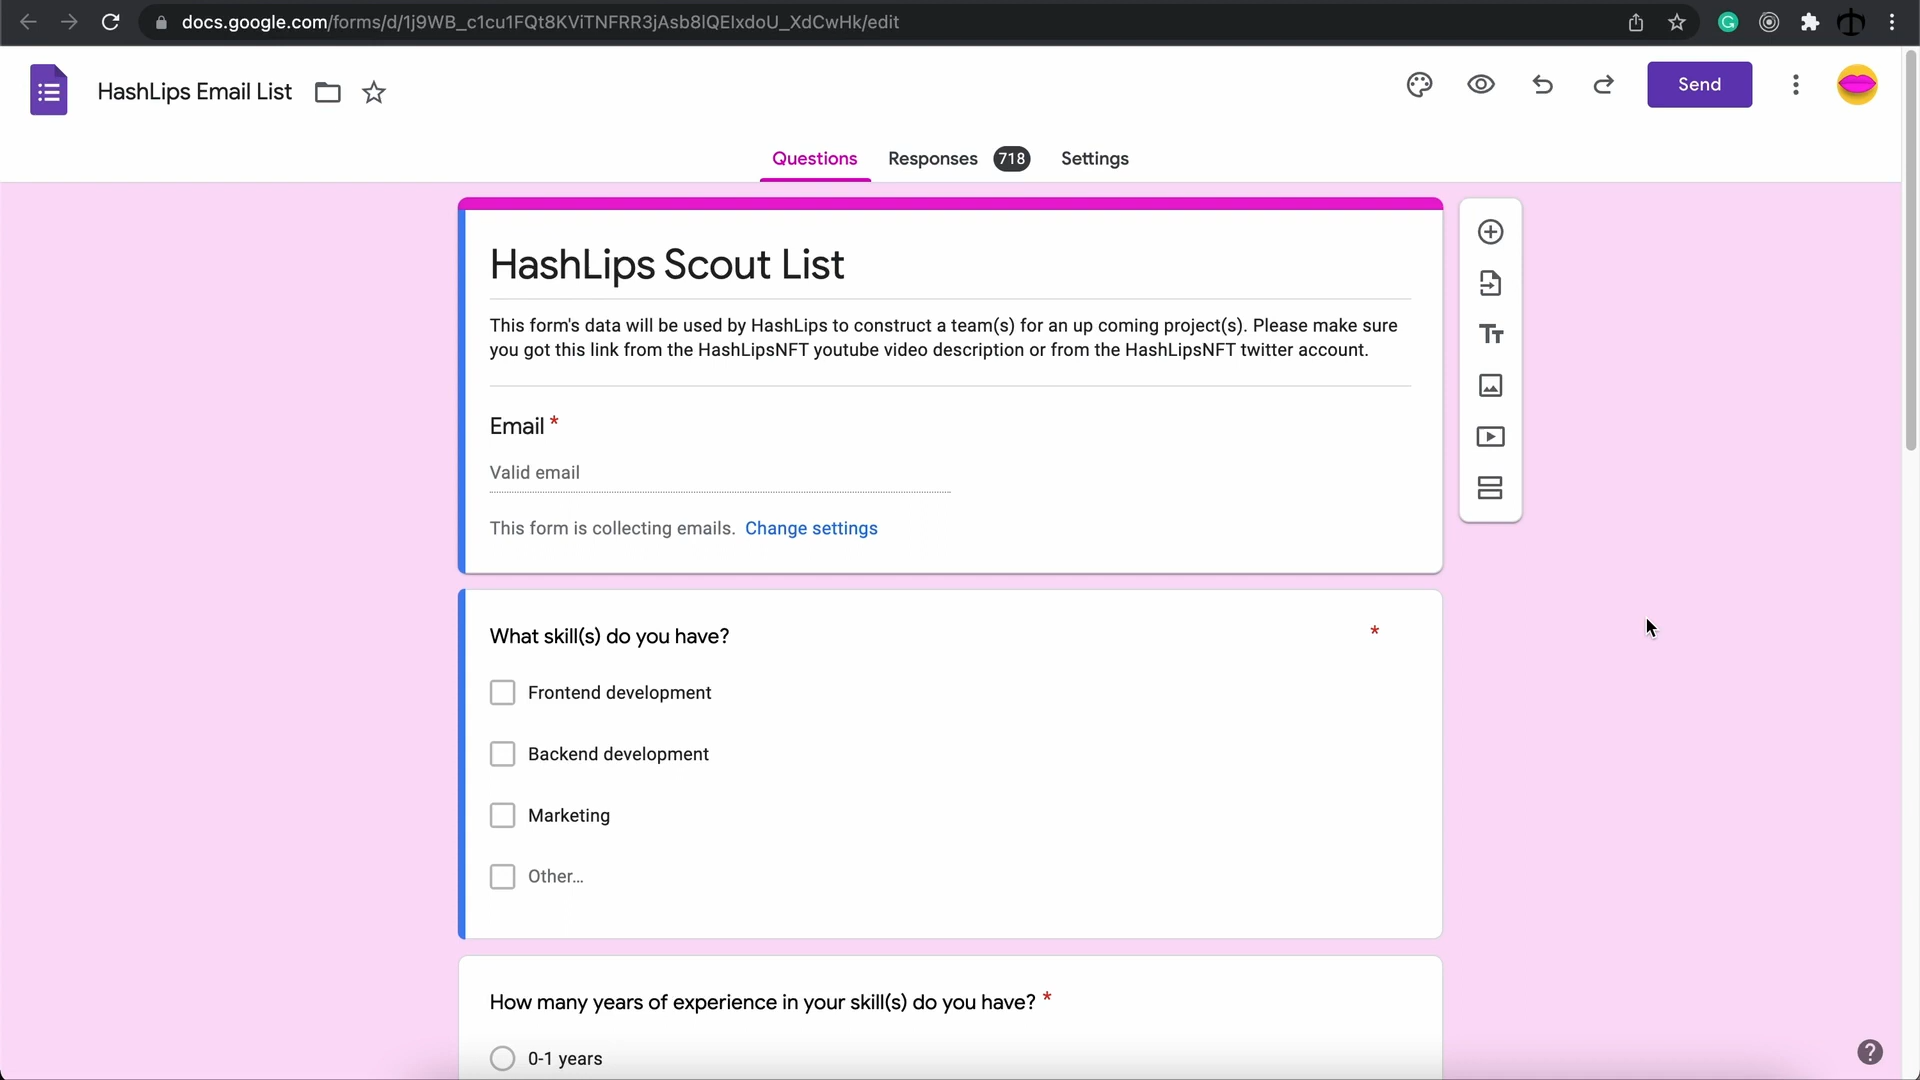 docs.google.com/forms/d/1j9WB_c1cu1FQt8KViTNFRR3jAsb8lQEIxdoU_XdCwHk/edit
HashLips Email List
Send
Questions
Responses 718
Settings
HashLips Scout List
This form's data will be used by HashLips to construct a team(s) for an up coming project(s). Please make sure
you got this link from the HashLipsNFT youtube video description or from the HashLipsNFT twitter account.
Email *
Valid email
This form is collecting emails. Change settings
What skill(s) do you have? *
Frontend development
Backend development
Marketing
Other...
How many years of experience in your skill(s) do you have? *
0-1 years